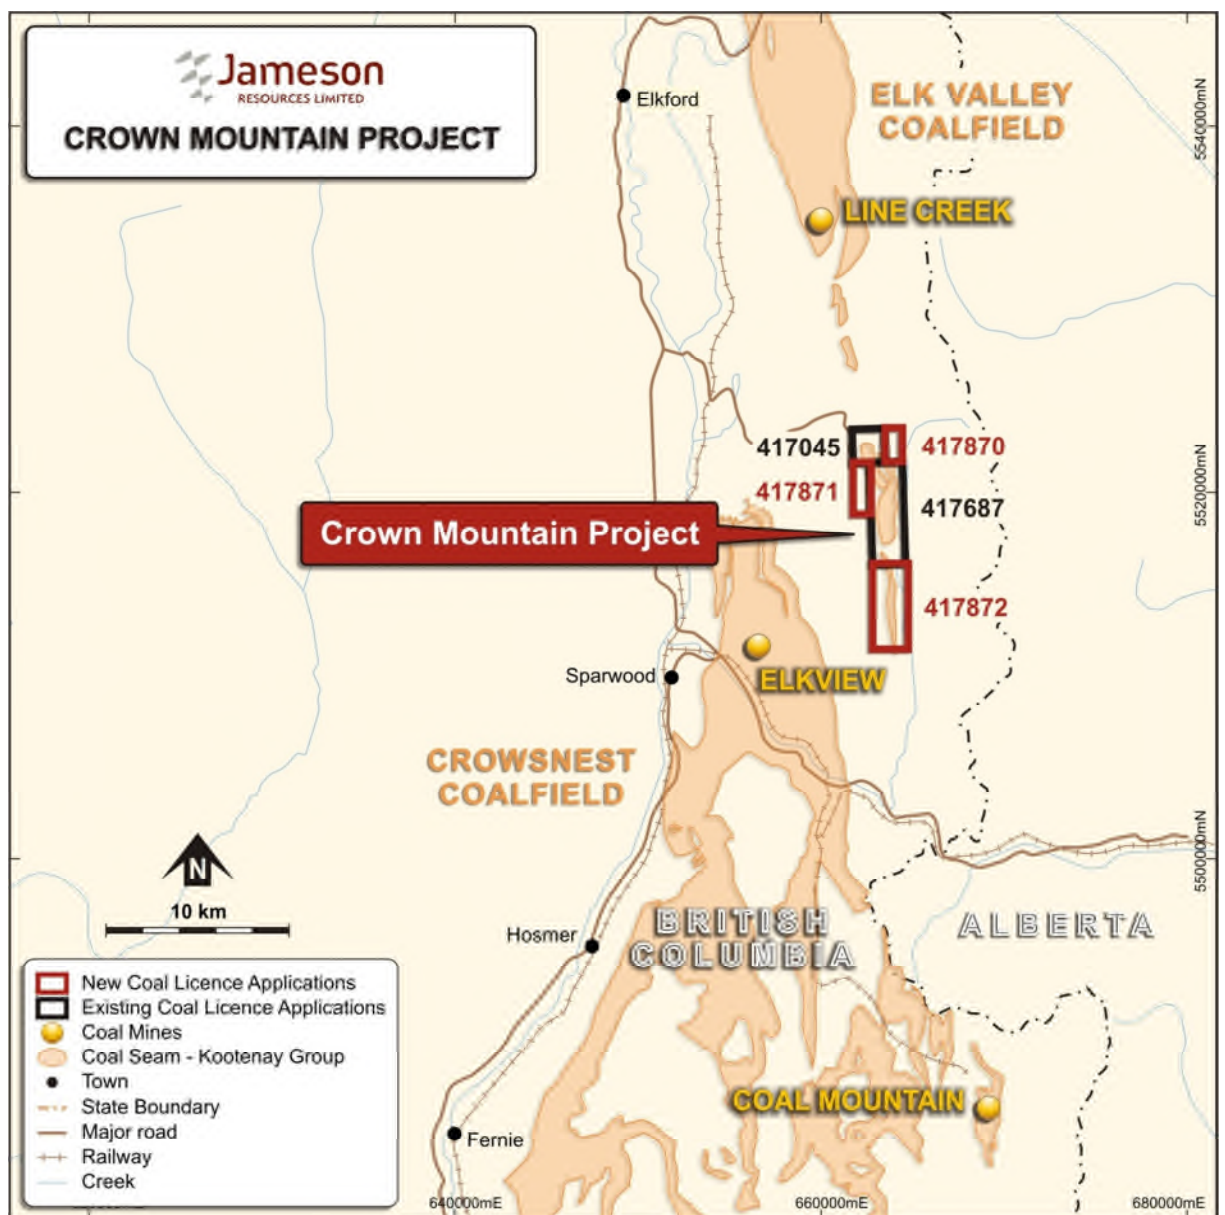 Jameson
RESOURCES LIMITED
CROWN MOUNTAIN PROJECT
Elkford
ELK VALLEY
COALFIELD
5540000mN
LINE CREEK
417045
417870
417871
417687
5520000mN
Crown Mountain Project
417872
Sparwood
ELKVIEW
CROWSNEST
COALFIELD
5500000mN
N
10 km
Hosmer
BRITISH
COLUMBIA
ALBERTA
New Coal Licence Applications
Existing Coal Licence Applications
Coal Mines
Coal Seam - Kootenay Group
Town
State Boundary
Major road
Railway
Creek
COAL MOUNTAIN
Fernie
640000mE
660000mE
680000mE